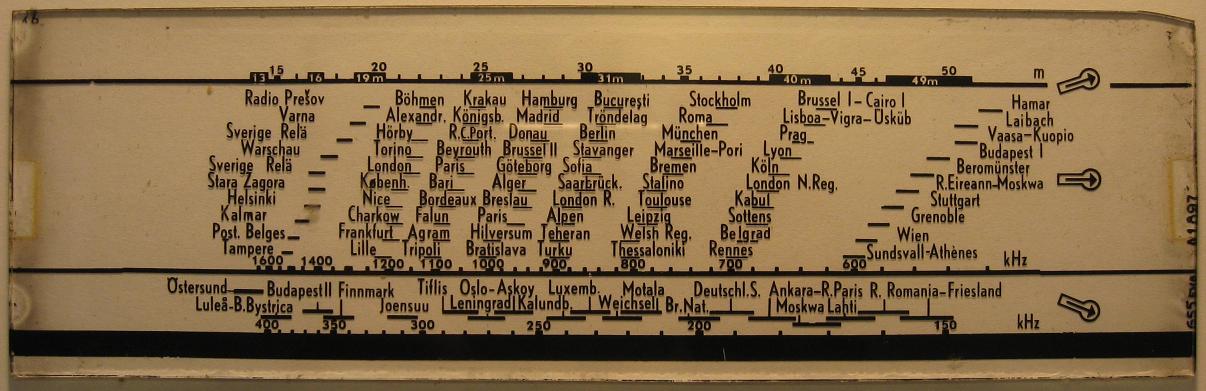 15 20 25 30 35 40 45 50 m
13 16 19m 25m 31m 40m 49m
Radio Prešov Böhmen Krakau Hamburg Bucureşti Stockholm Brussel I-Cairo I Hamar
Varna Alexandr. Königsb. Madrid Tröndelag Roma Lisboa-Vigra-Üsküb Laibach
Sverige Relä Hörby R.C.Port. Donau Berlin München Prag Vaasa-Kuopio
Warschau Torino Beyrouth Brussel II Stavanger Marseille-Pori Lyon Budapest I
Sverige Relä London Paris Göteborg Sofia Bremen Köln Beromünster
Stara Zagora Københ. Bari Alger Saarbrück. Stalino London N.Reg. R.Eireann-Moskwa
Helsinki Nice Bordeaux Breslau London R. Toulouse Kabul Stuttgart
Kalmar Charkow Falun Paris Alpen Leipzig Sottens Grenoble
Post. Belges Frankfurt Agram Hilversum Teheran Welsh Reg. Belgrad Wien
Tampere Lille Tripoli Bratislava Turku Thessaloniki Rennes Sundsvall-Athènes
1600 1400 1200 1100 1000 900 800 700 600 kHz
Östersund Budapest II Finnmark Tiflis Oslo-Askoy Luxemb. Motala Deutschl.S. Ankara-R.Paris R. Romania-Friesland
Luleå-B.Bystrica Joensuu Leningrad Kalundb. Weichsel Br.Nat. Moskwa Lahti
400 350 300 250 200 150 kHz